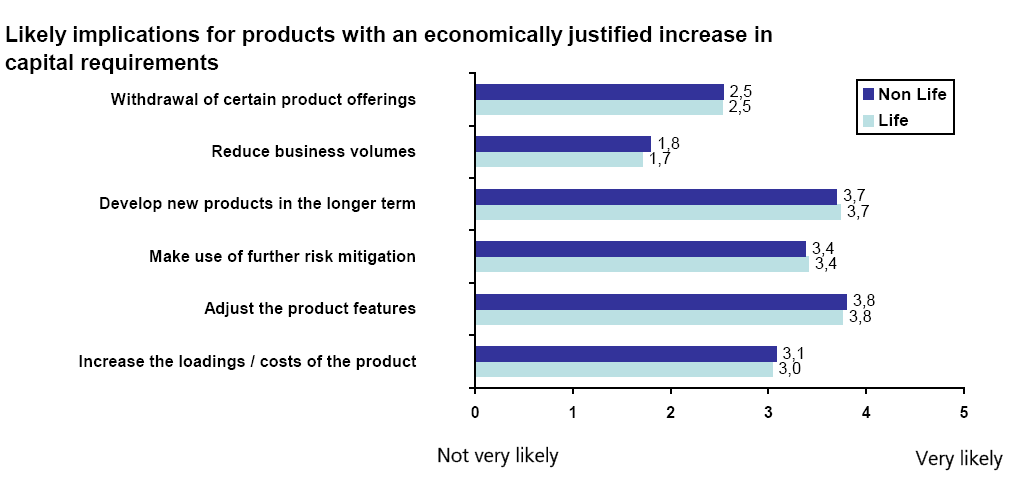 Likely implications for products with an economically justified increase in
capital requirements
Non Life
Life
Withdrawal of certain product offerings
2,5
2,5
Reduce business volumes
1,8
1,7
Develop new products in the longer term
3,7
3,7
Make use of further risk mitigation
3,4
3,4
Adjust the product features
3,8
3,8
Increase the loadings / costs of the product
3,1
3,0
0 1 2 3 4 5
Not very likely Very likely